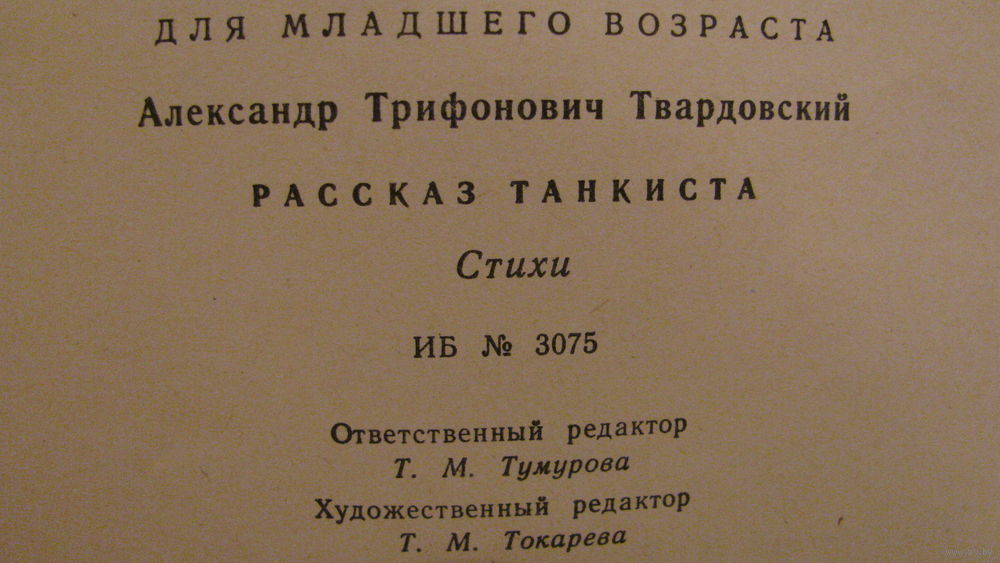 ДЛЯ МЛАДШЕГО ВОЗРАСТА
Александр Трифонович Твардовский
РАССКАЗ ТАНКИСТА
Стихи
ИБ № 3075
Ответственный редактор
Т. М. Тумурова
Художественный редактор
Т. М. Токарева